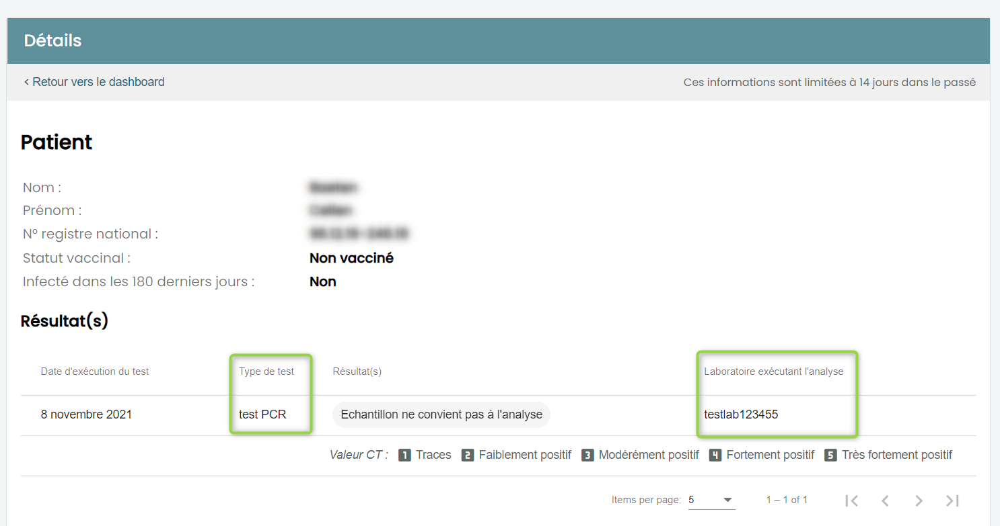 Détails
< Retour vers le dashboard
Ces informations sont limitées à 14 jours dans le passé
Patient
Nom :
Prénom :
N° registre national :
Statut vaccinal : Non vacciné
Infecté dans les 180 derniers jours : Non
Résultat(s)
Date d'exécution du test Type de test Résultat(s) Laboratoire exécutant l'analyse
8 novembre 2021 test PCR Echantillon ne convient pas à l'analyse testlab123455
Valeur CT : 1 Traces 2 Faiblement positif 3 Modérément positif 4 Fortement positif 5 Très fortement positif
Items per page: 5 1 – 1 of 1